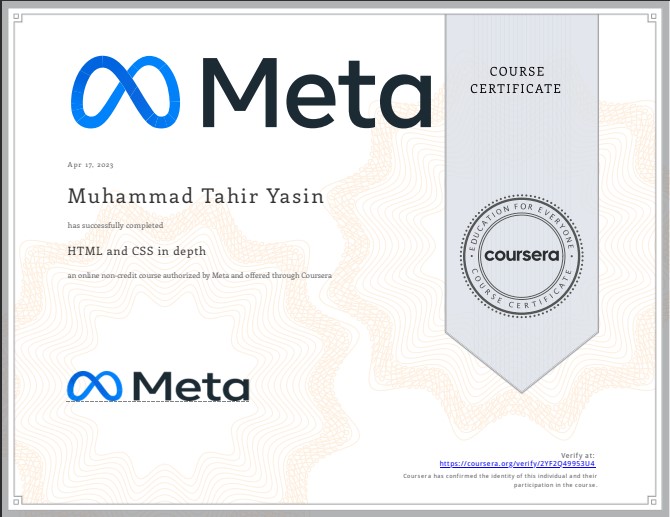 Meta
COURSE
CERTIFICATE
Apr 17, 2023
Muhammad Tahir Yasin
has successfully completed
HTML and CSS in depth
an online non-credit course authorized by Meta and offered through Coursera
EDUCATION FOR EVERYONE
coursera
COURSE CERTIFICATE
Meta
Verify at:
https://coursera.org/verify/2YF2Q49953U4
Coursera has confirmed the identity of this individual and their
participation in the course.